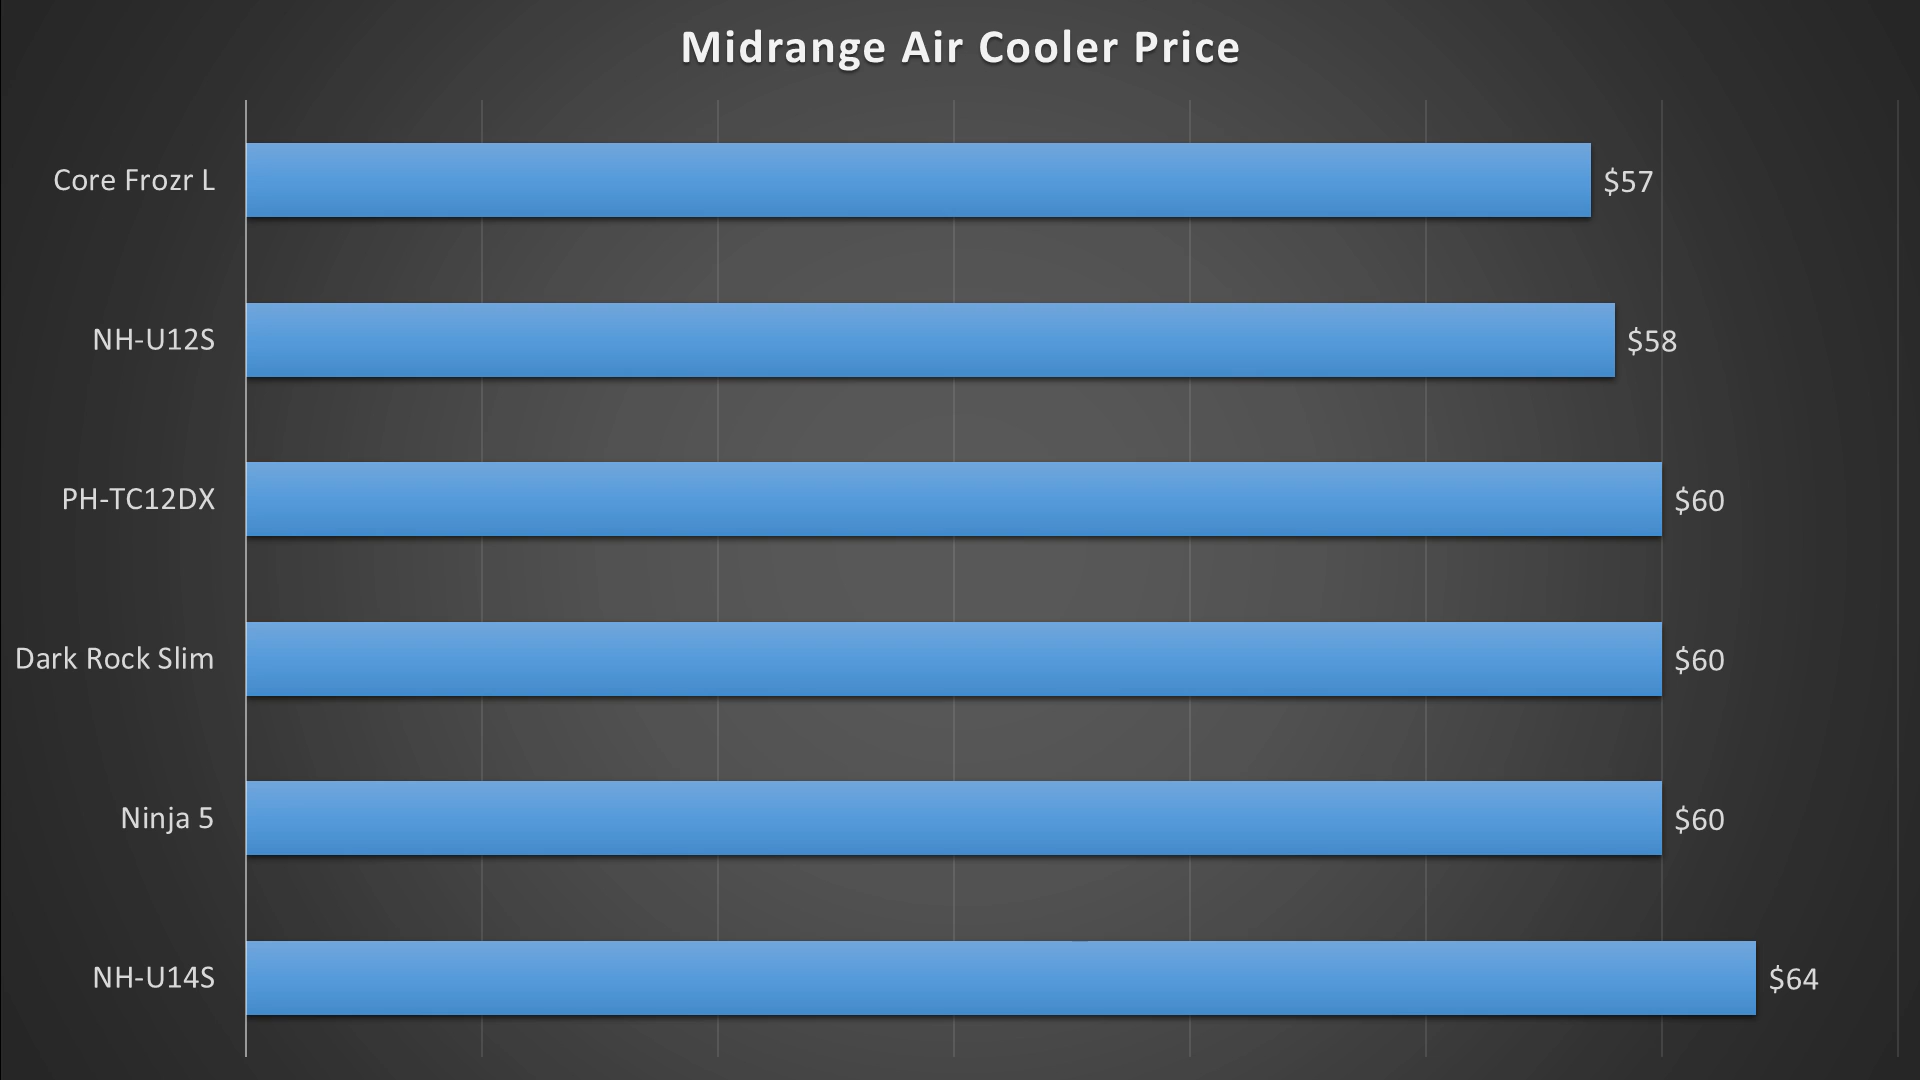 Midrange Air Cooler Price
Core Frozr L $57
NH-U12S $58
PH-TC12DX $60
Dark Rock Slim $60
Ninja 5 $60
NH-U14S $64